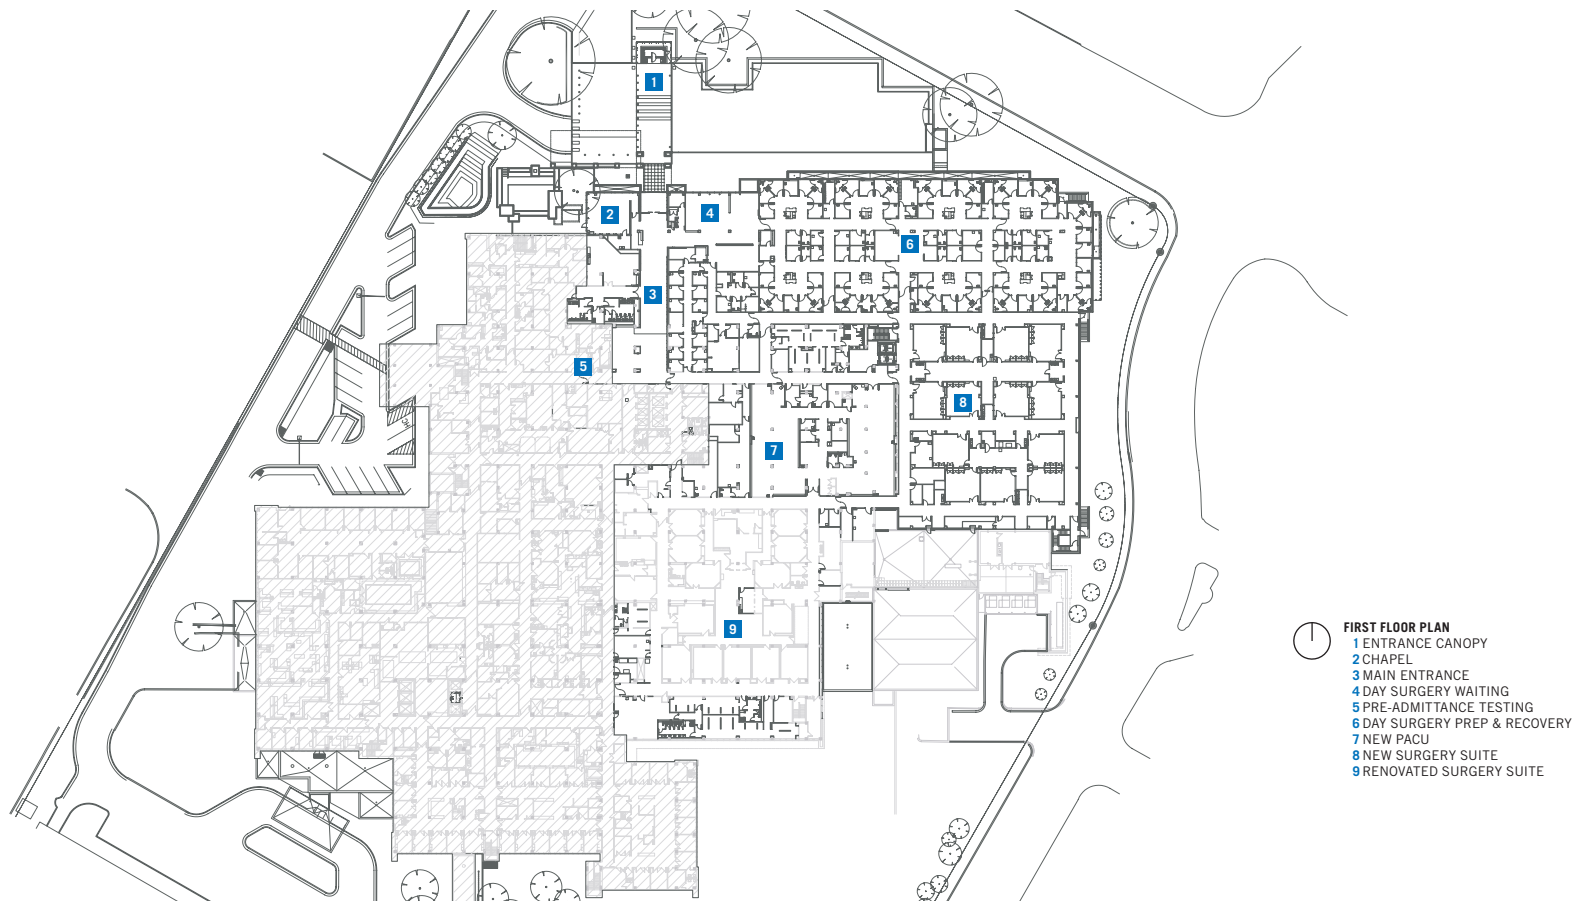 1
2
4
6
3
5
8
7
9
FIRST FLOOR PLAN
1 ENTRANCE CANOPY
2 CHAPEL
3 MAIN ENTRANCE
4 DAY SURGERY WAITING
5 PRE-ADMITTANCE TESTING
6 DAY SURGERY PREP & RECOVERY
7 NEW PACU
8 NEW SURGERY SUITE
9 RENOVATED SURGERY SUITE